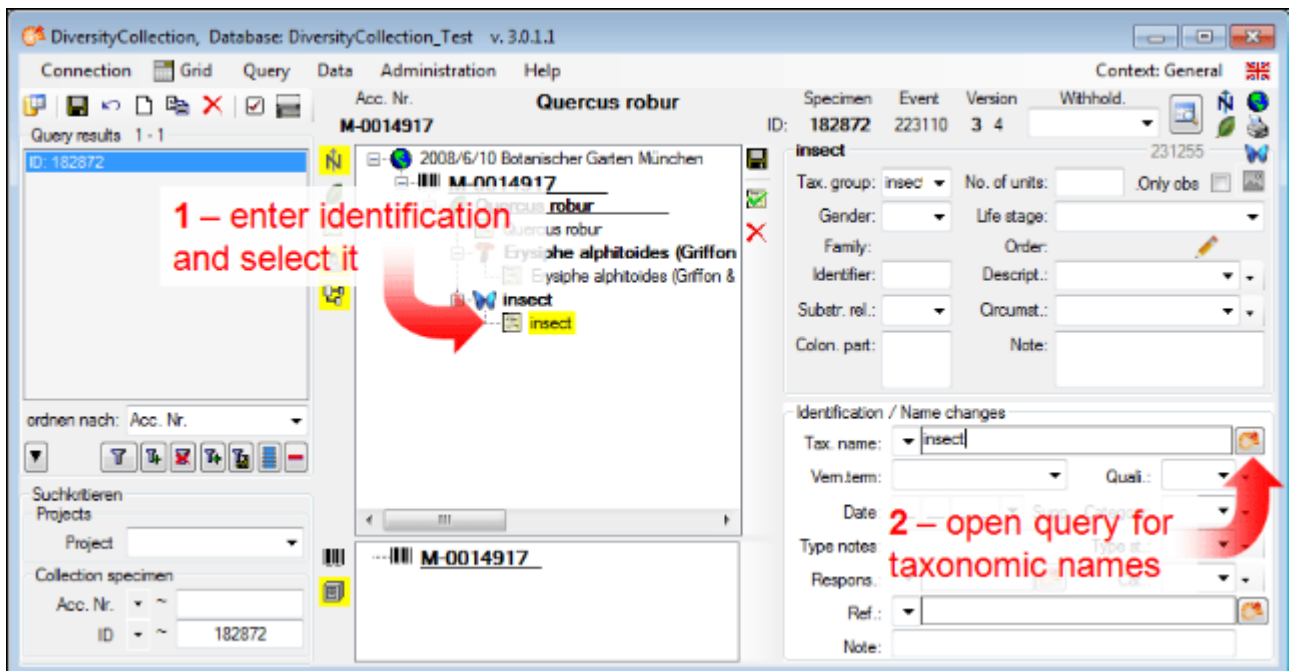 DiversityCollection, Database: DiversityCollection_Test v. 3.0.1.1
Connection Grid Query Data Administration Help Context: General
Query results 1 - 1
ID: 182872
ordnen nach: Acc. Nr.
Suchkritieren
Projects
Project
Collection specimen
Acc. Nr. ~
ID ~ 182872
Acc. Nr. Quercus robur
M-0014917
2008/6/10 Botanischer Garten München
M-0014917
Quercus robur
Quercus robur
Erysiphe alphitoides (Griffon
Erysiphe alphitoides (Griffon &
insect
insect
1 – enter identification
and select it
M-0014917
Specimen Event Version Withhold.
ID: 182872 223110 3 4
insect 231255
Tax. group: insect No. of units: Only obs
Gender: Life stage:
Family: Order:
Identifier: Descript.:
Substr. rel.: Circumst.:
Colon. part: Note:
Identification / Name changes
Tax. name: insect
Vern.term: Quali.:
Date
Type notes
Respons.
Ref.:
Note:
2 – open query for
taxonomic names